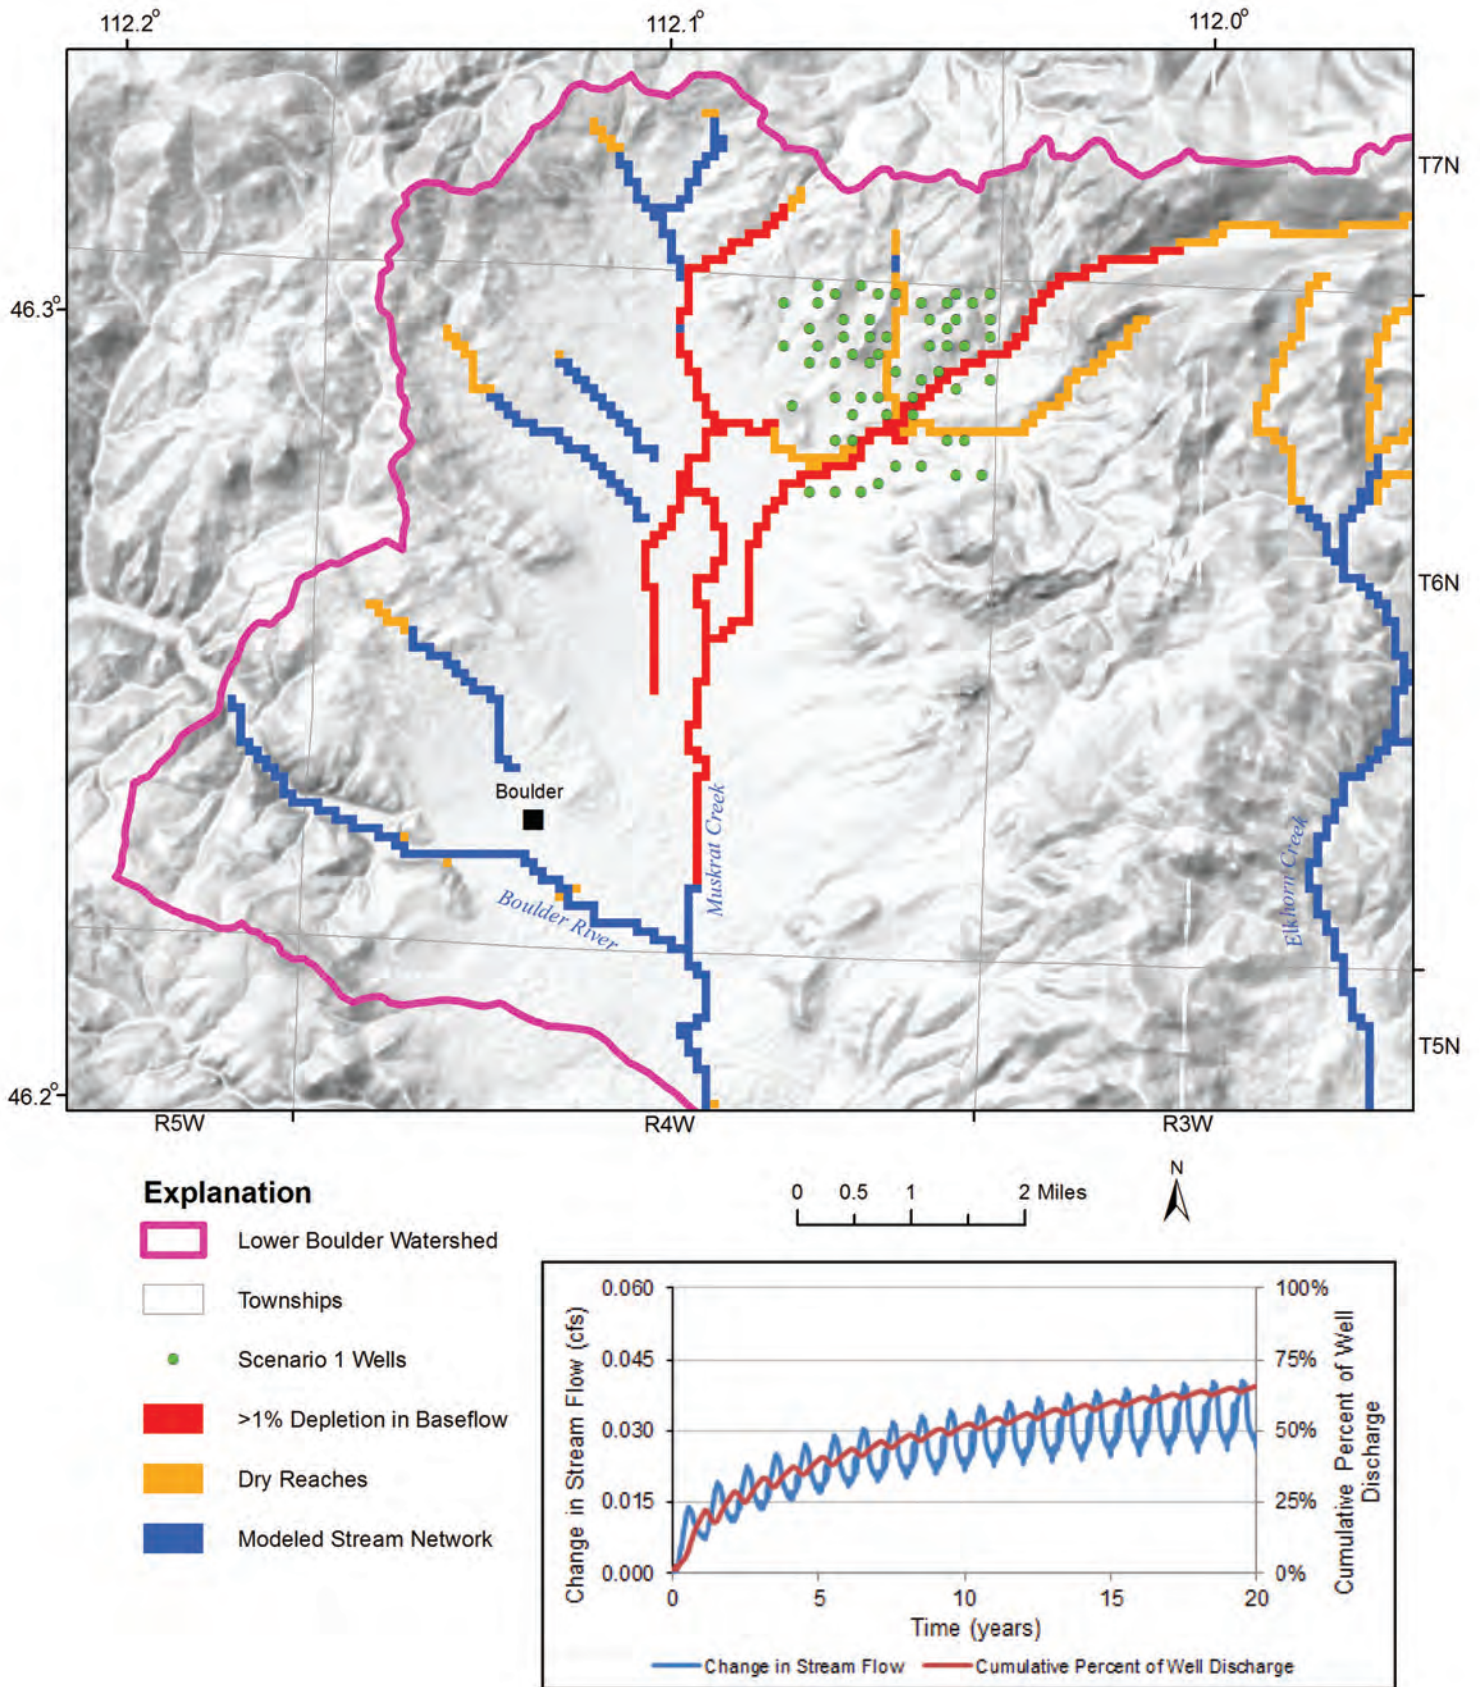 112.2°
112.1°
112.0°
T7N
46.3°
T6N
Boulder
Muskrat Creek
Boulder River
Elkhorn Creek
T5N
46.2°
R5W
R4W
R3W
Explanation
Lower Boulder Watershed
Townships
Scenario 1 Wells
>1% Depletion in Baseflow
Dry Reaches
Modeled Stream Network
0 0.5 1 2 Miles
N
Change in Stream Flow (cfs)
0.060
0.045
0.030
0.015
0.000
100%
75%
50%
25%
0%
Cumulative Percent of Well
Discharge
0 5 10 15 20
Time (years)
Change in Stream Flow
Cumulative Percent of Well Discharge